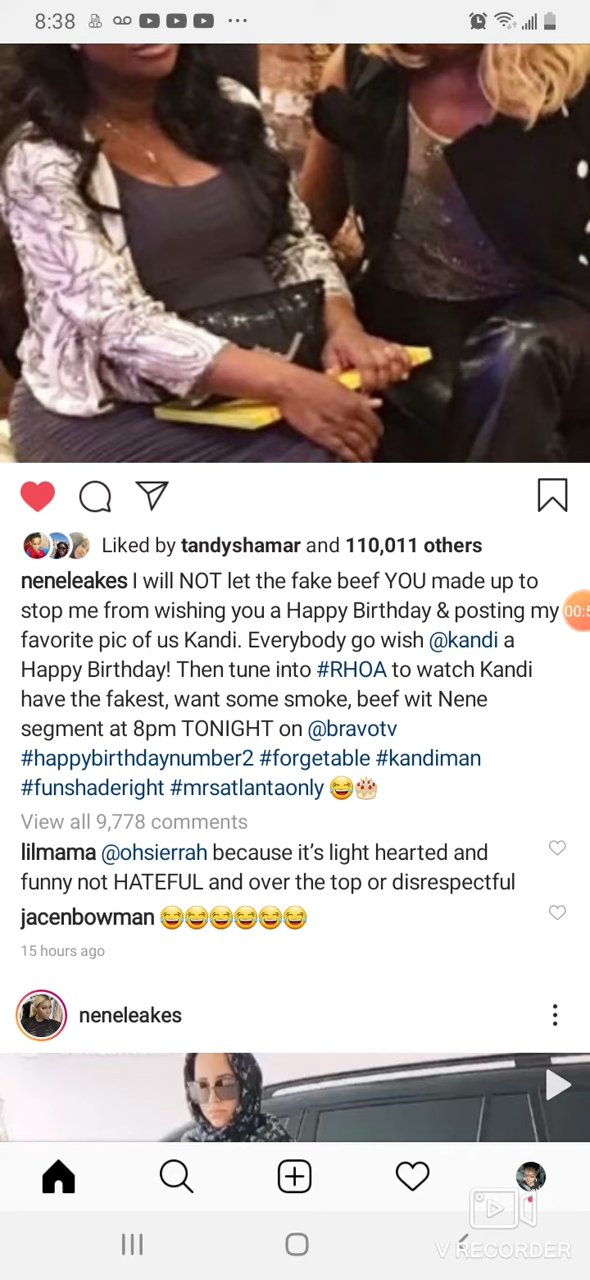 8:38
Liked by tandyshamar and 110,011 others
neneleakes I will NOT let the fake beef YOU made up to
stop me from wishing you a Happy Birthday & posting my
favorite pic of us Kandi. Everybody go wish @kandi a
Happy Birthday! Then tune into #RHOA to watch Kandi
have the fakest, want some smoke, beef wit Nene
segment at 8pm TONIGHT on @bravotv
#happybirthdaynumber2 #forgetable #kandiman
#funshaderight #mrsatlantaonly 😂🎂
View all 9,778 comments
lilmama @ohsierrah because it's light hearted and
funny not HATEFUL and over the top or disrespectful
jacenbowman 😂😂😂😂😂😂
15 hours ago
neneleakes
V RECORDER